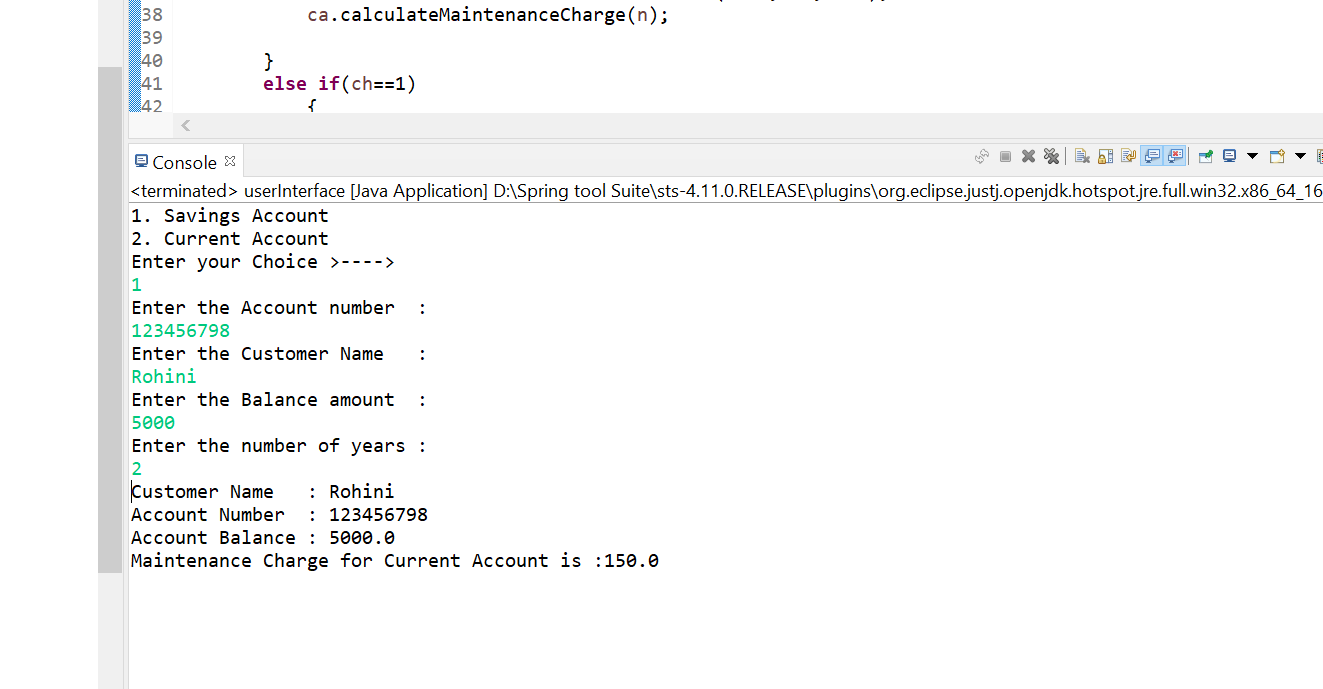 38 ca.calculateMaintenanceCharge(n);
39
40 }
41 else if(ch==1)
42 {
Console
<terminated> userInterface [Java Application] D:\Spring tool Suite\sts-4.11.0.RELEASE\plugins\org.eclipse.justj.openjdk.hotspot.jre.full.win32.x86_64_16
1. Savings Account
2. Current Account
Enter your Choice >---->
1
Enter the Account number  :
123456798
Enter the Customer Name   :
Rohini
Enter the Balance amount  :
5000
Enter the number of years :
2
Customer Name   : Rohini
Account Number  : 123456798
Account Balance : 5000.0
Maintenance Charge for Current Account is :150.0